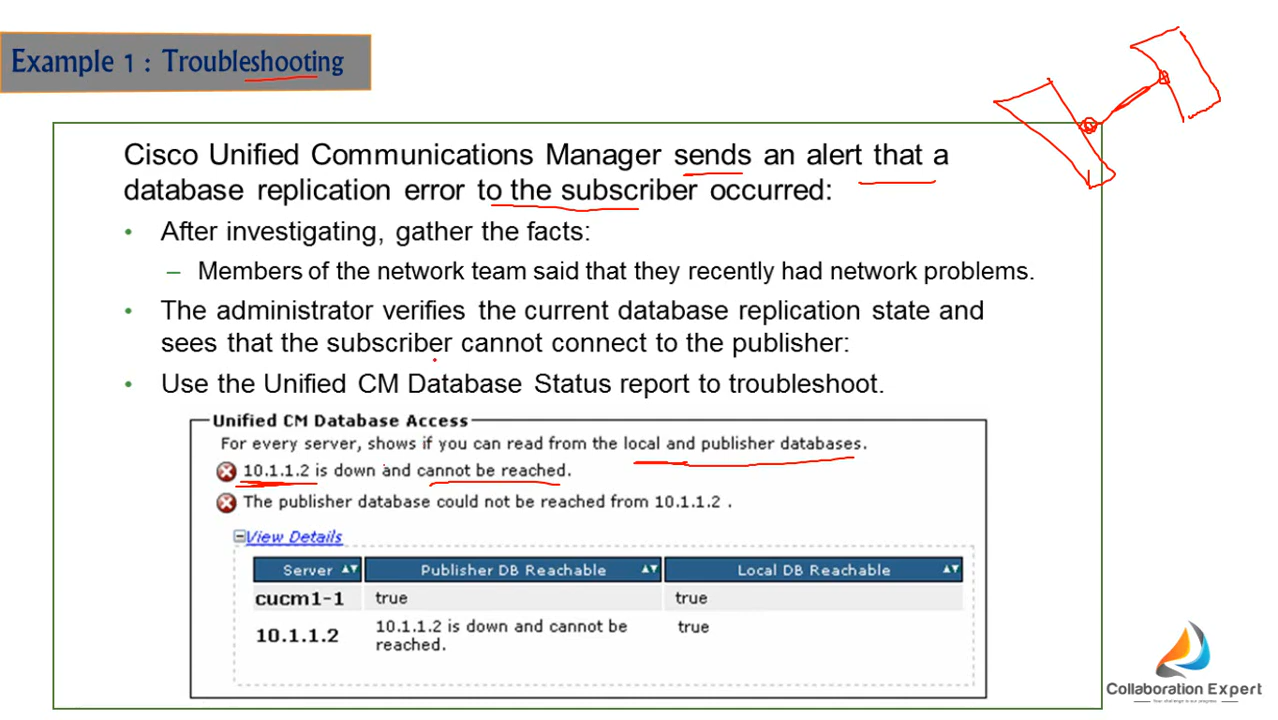 Example 1 : Troubleshooting
Cisco Unified Communications Manager sends an alert that a
database replication error to the subscriber occurred:
• After investigating, gather the facts:
– Members of the network team said that they recently had network problems.
• The administrator verifies the current database replication state and
sees that the subscriber cannot connect to the publisher:
• Use the Unified CM Database Status report to troubleshoot.
Unified CM Database Access
For every server, shows if you can read from the local and publisher databases.
10.1.1.2 is down and cannot be reached.
The publisher database could not be reached from 10.1.1.2 .
View Details
Server Publisher DB Reachable Local DB Reachable
cucm1-1 true true
10.1.1.2 10.1.1.2 is down and cannot be true
reached.
Collaboration Expert
Your challenge is our progress